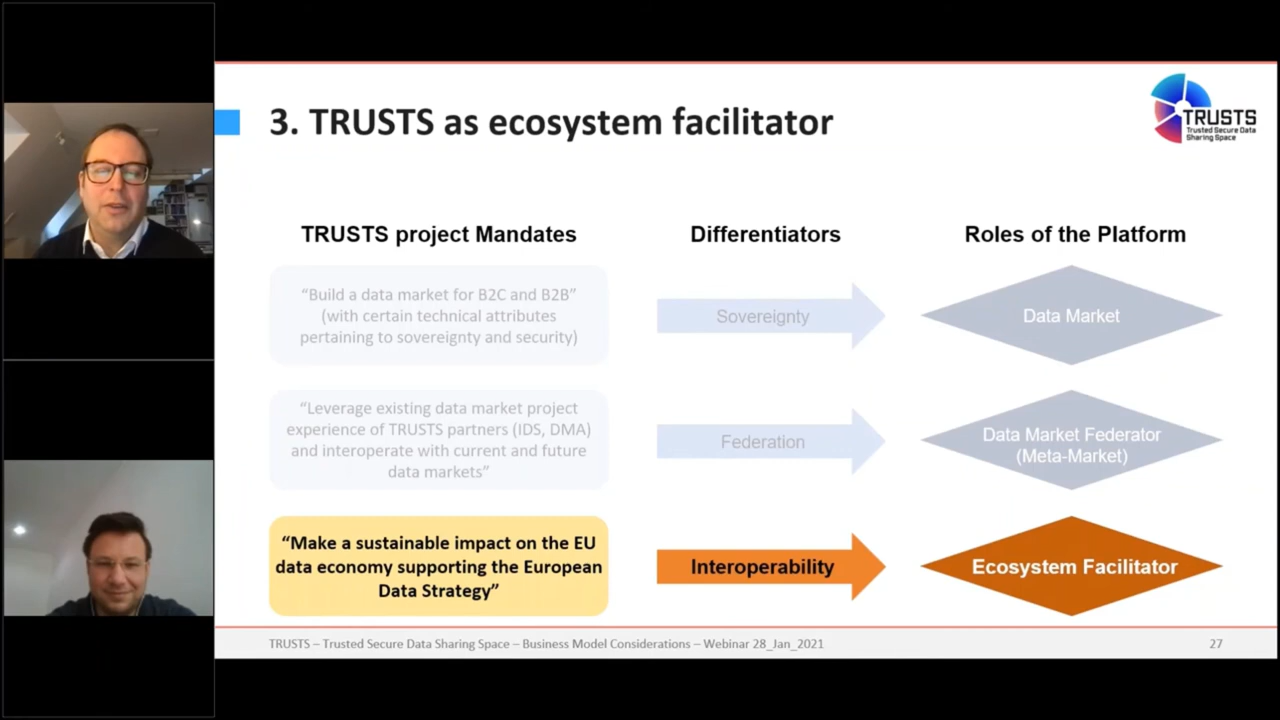 3. TRUSTS as ecosystem facilitator
TRUSTS
Trusted Secure Data
Sharing Space
TRUSTS project Mandates
Differentiators
Roles of the Platform
“Build a data market for B2C and B2B”
(with certain technical attributes
pertaining to sovereignty and security)
Sovereignty
Data Market
“Leverage existing data market project
experience of TRUSTS partners (IDS, DMA)
and interoperate with current and future
data markets”
Federation
Data Market Federator
(Meta-Market)
“Make a sustainable impact on the EU
data economy supporting the European
Data Strategy”
Interoperability
Ecosystem Facilitator
TRUSTS – Trusted Secure Data Sharing Space – Business Model Considerations – Webinar 28_Jan_2021
27